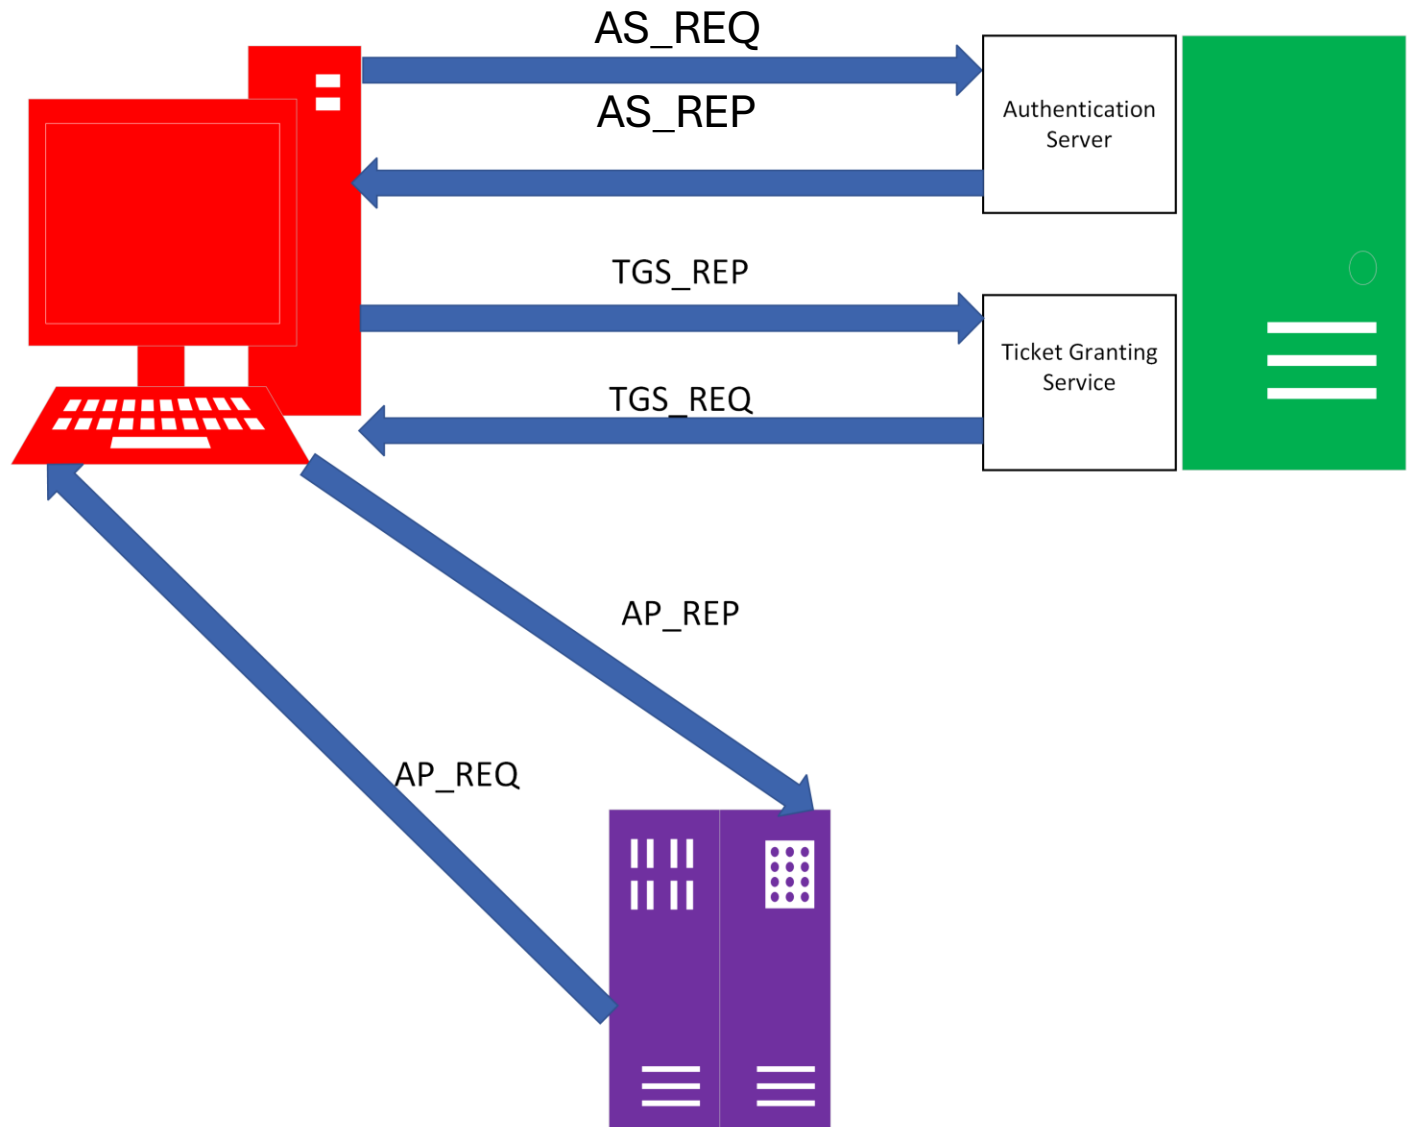 AS_REQ
AS_REP
Authentication
Server
TGS_REP
TGS_REQ
Ticket Granting
Service
AP_REP
AP_REQ